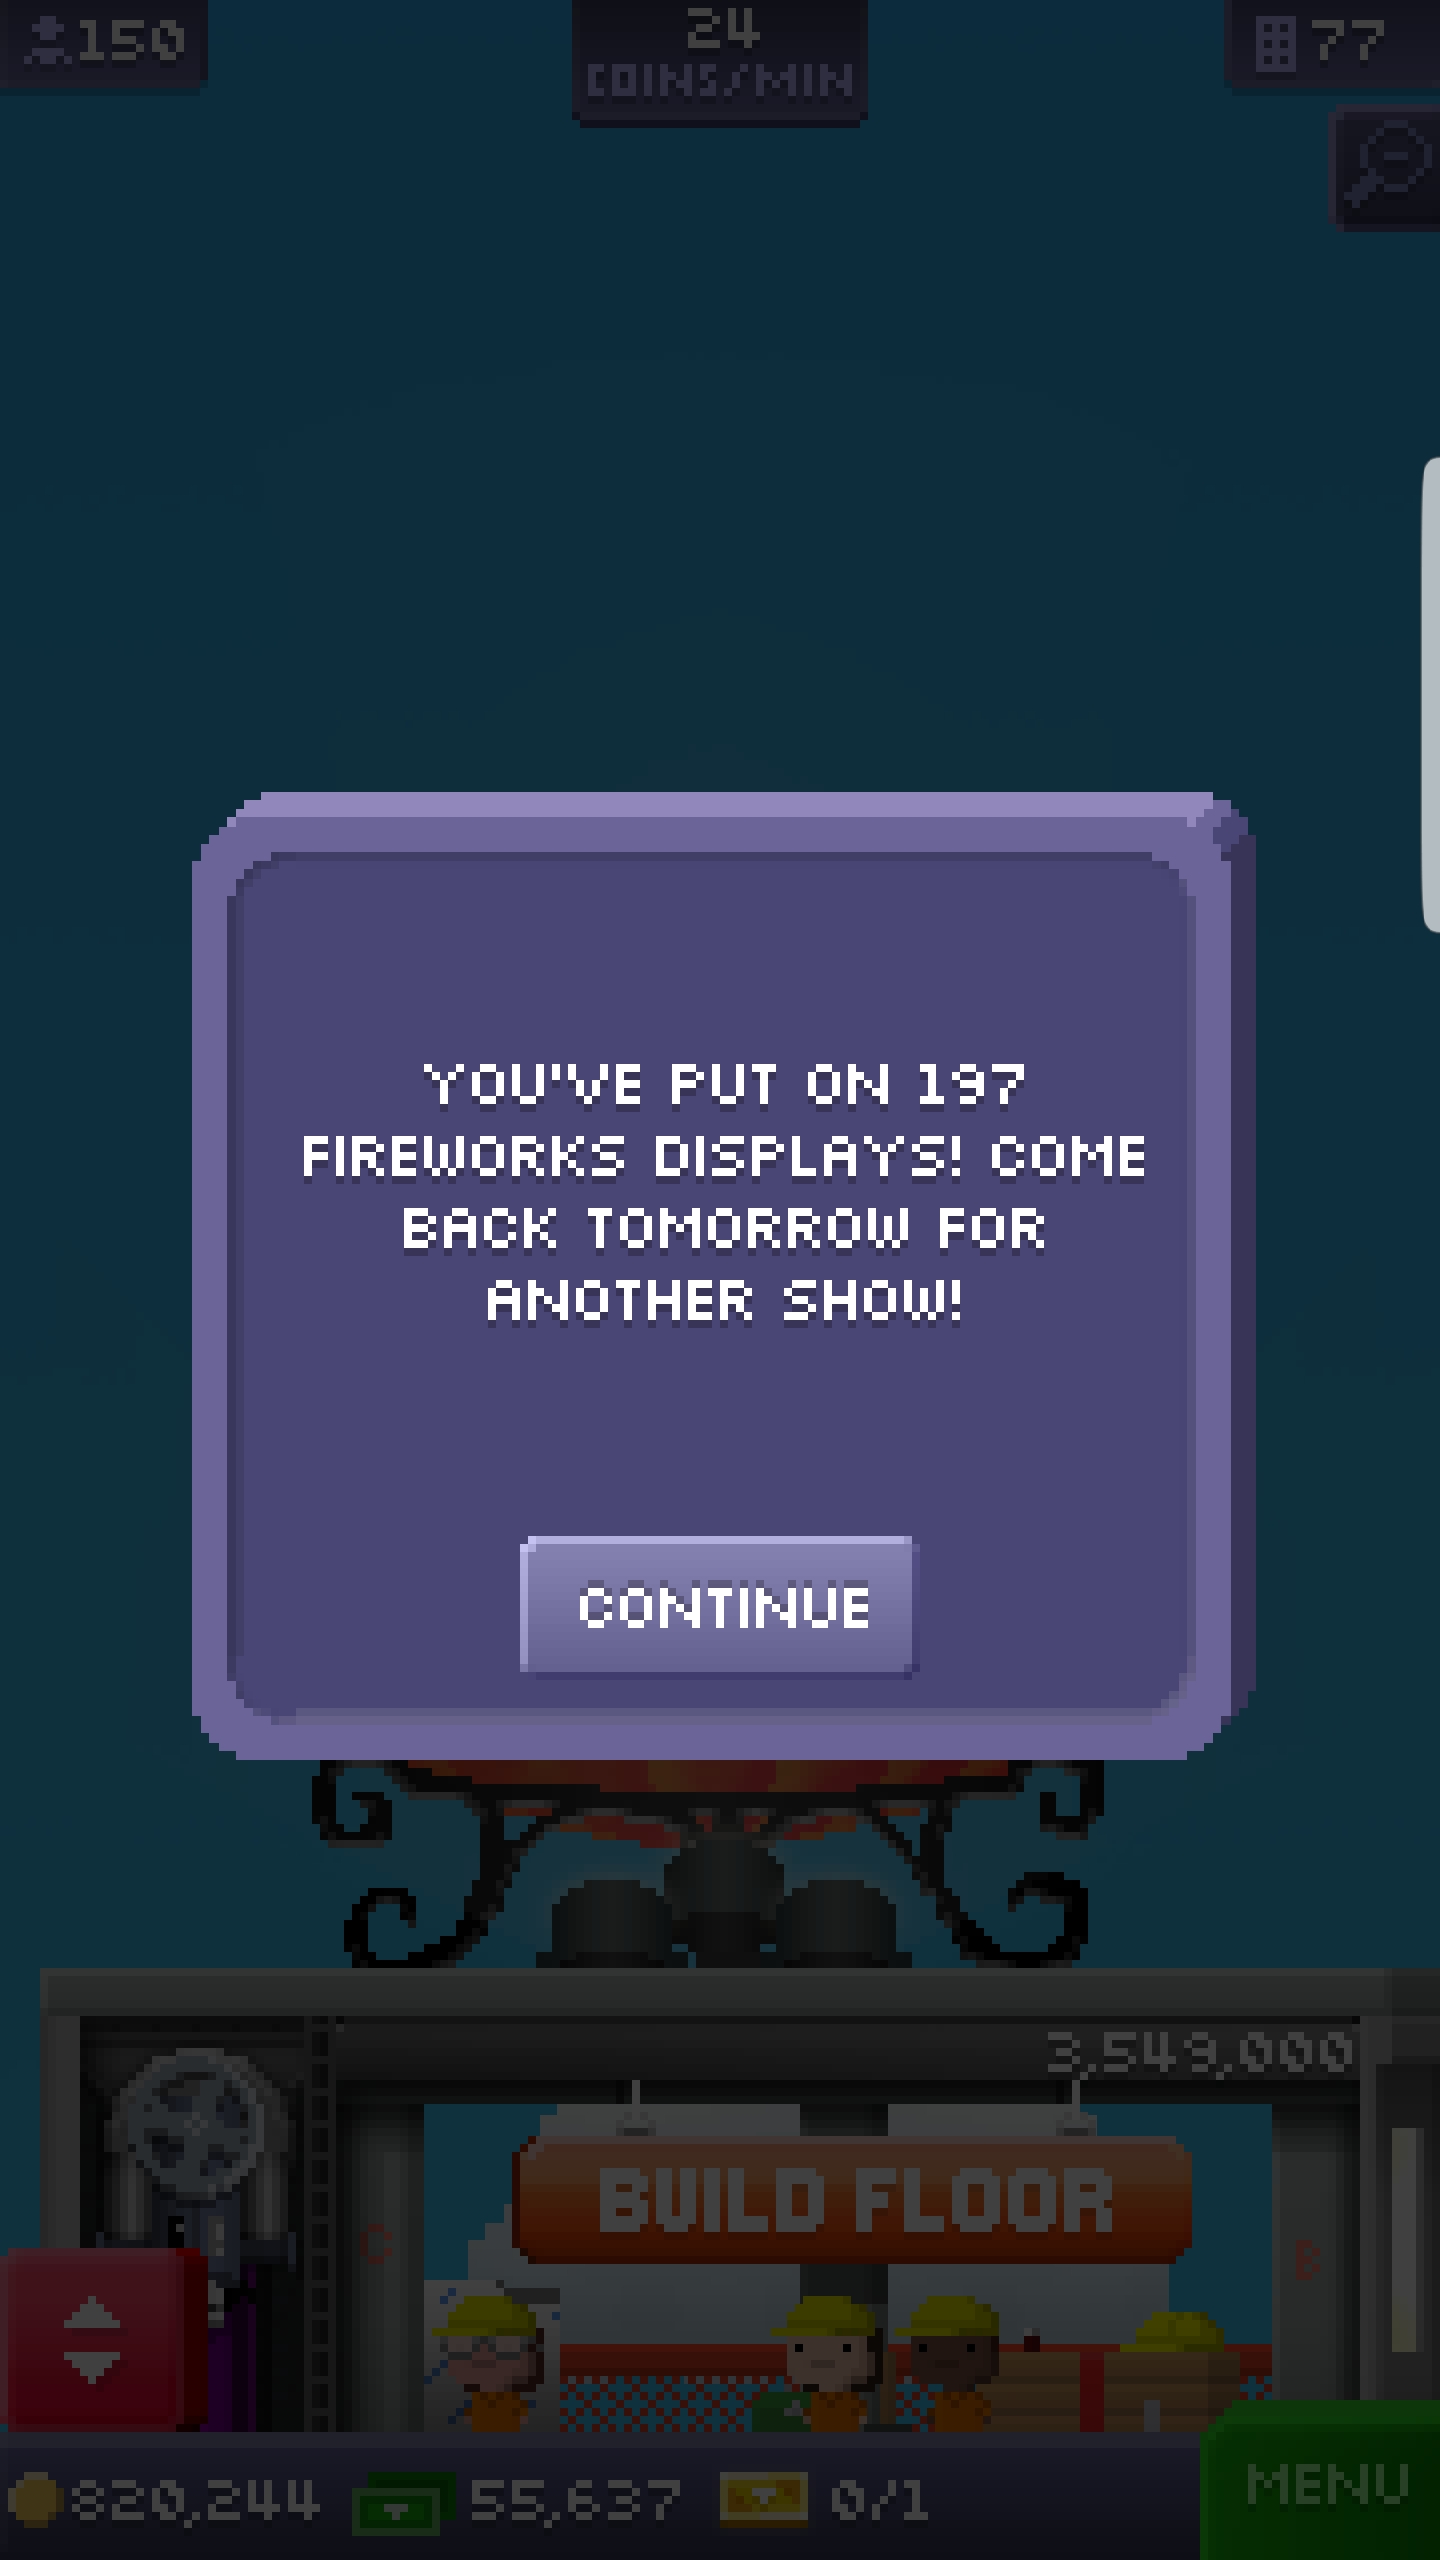 150
24
COINS/MIN
77
YOU'VE PUT ON 197
FIREWORKS DISPLAYS! COME
BACK TOMORROW FOR
ANOTHER SHOW!
CONTINUE
3,549,000
BUILD FLOOR
C
B
820,244
55,637
0/1
MENU